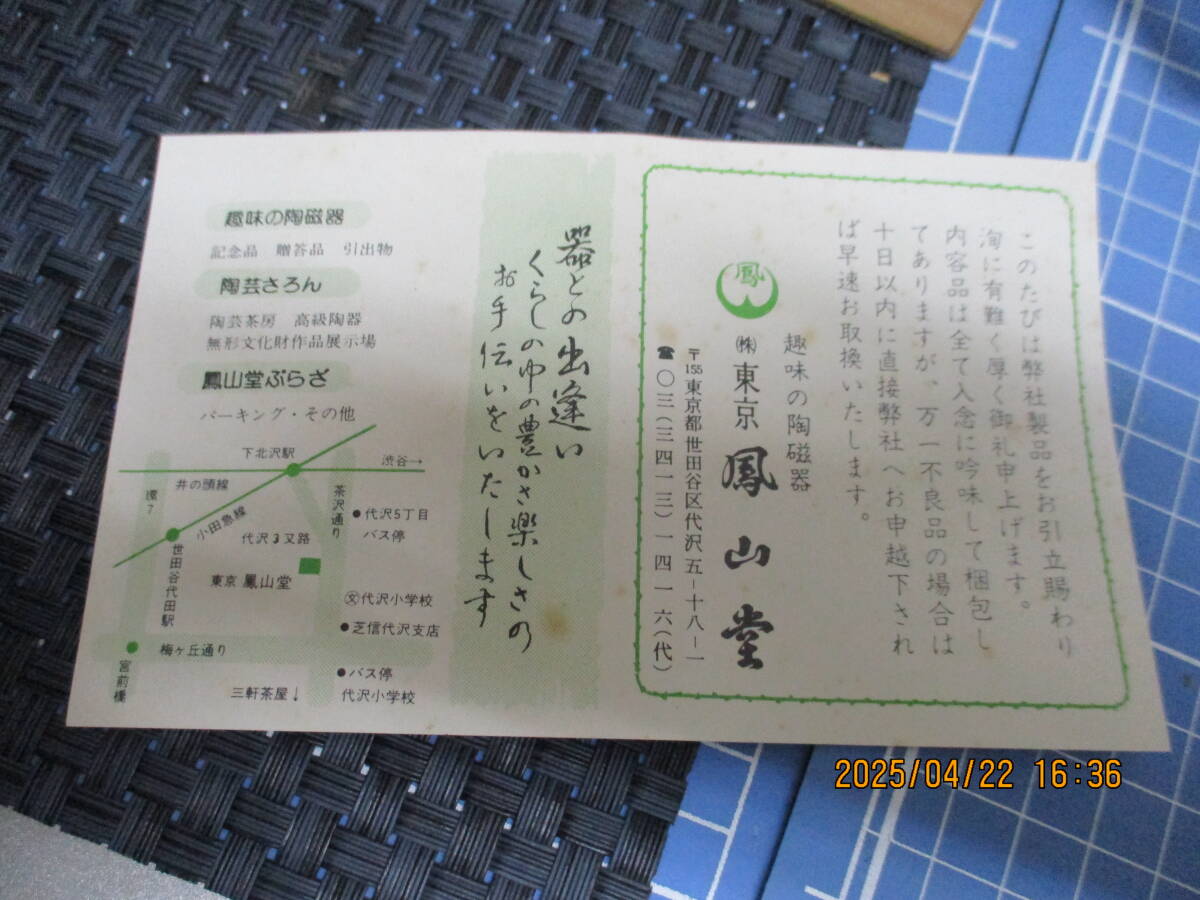 このたびは弊社製品をお引立賜わり
洵に有難く厚く御礼申上げます。
内容品は全て入念に吟味して梱包し
てありますが、万一不良品の場合は
十日以内に直接弊社へお申越下され
ば早速お取換いたします。
鳳
趣味の陶磁器
㈱東京 鳳山堂
〒155東京都世田谷区代沢五ー十八ー一
☎〇三(三四一三)一四一六(代)
器との出逢い
くらしの中の豊かさ楽しさの
お手伝いをいたします
趣味の陶磁器
記念品 贈答品 引出物
陶芸さろん
陶芸茶房 高級陶器
無形文化財作品展示場
鳳山堂ぷらざ
パーキング・その他
下北沢駅
渋谷→
井の頭線
環7
小田急線
茶沢通り
●代沢5丁目
バス停
代沢3又路
世田谷代田駅
東京 鳳山堂
文代沢小学校
●芝信代沢支店
梅ヶ丘通り
宮前橋
●バス停
代沢小学校
三軒茶屋↓
2025/04/22 16:36